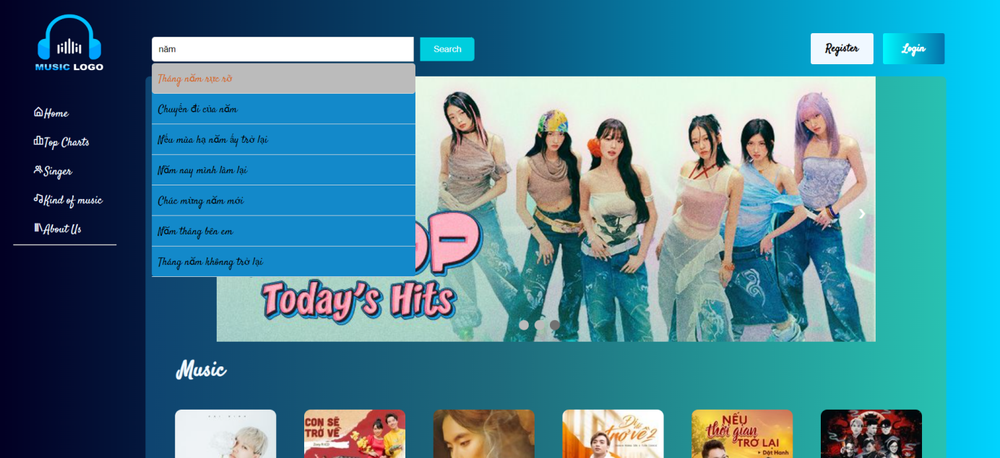 MUSIC LOGO
năm
Search
Register
Login
Tháng năm rực rỡ
Chuyến đi của năm
Nếu mùa hạ năm ấy trở lại
Năm nay mình làm lại
Chúc mừng năm mới
Năm tháng bên em
Tháng năm không trở lại
Home
Top Charts
Singer
Kind of music
About Us
OP
Today's Hits
Music
CON SẼ
TRỞ VỀ
Đi
trở về 2
NẾU
thời gian
TRỞ LẠI
Đạt Hanh